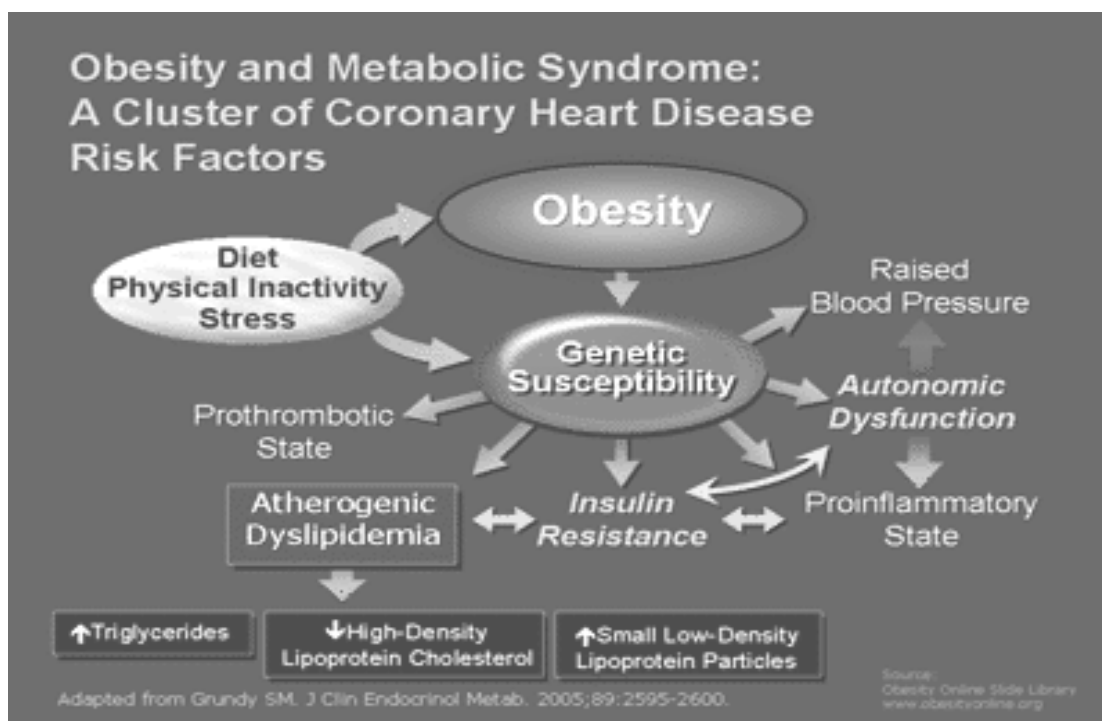 Obesity and Metabolic Syndrome:
A Cluster of Coronary Heart Disease
Risk Factors
Obesity
Diet
Physical Inactivity
Stress
Raised
Blood Pressure
Genetic
Susceptibility
Autonomic
Dysfunction
Prothrombotic
State
Atherogenic
Dyslipidemia
Insulin
Resistance
Proinflammatory
State
↑Triglycerides
↓High-Density
Lipoprotein Cholesterol
↑Small Low-Density
Lipoprotein Particles
Adapted from Grundy SM. J Clin Endocrinol Metab. 2005;89:2595-2600.
Source:
Obesity Online Slide Library
www.obesityonline.org